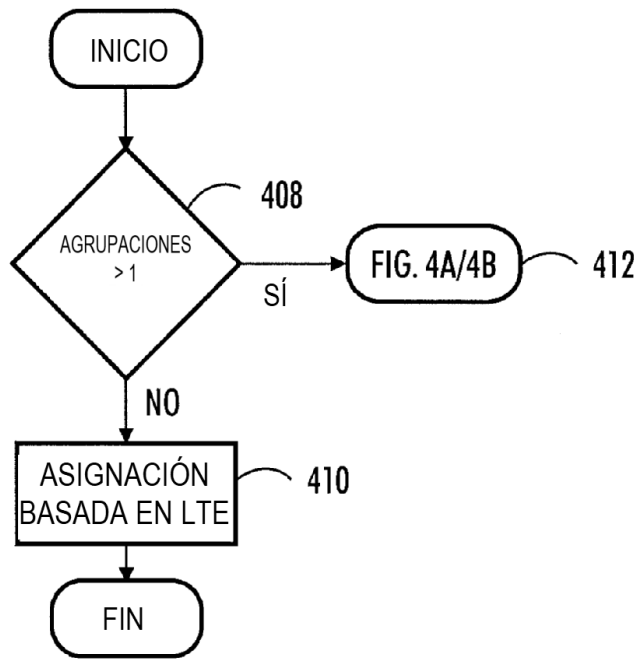 INICIO
408
AGRUPACIONES
> 1
FIG. 4A/4B
412
SÍ
NO
ASIGNACIÓN
BASADA EN LTE
410
FIN